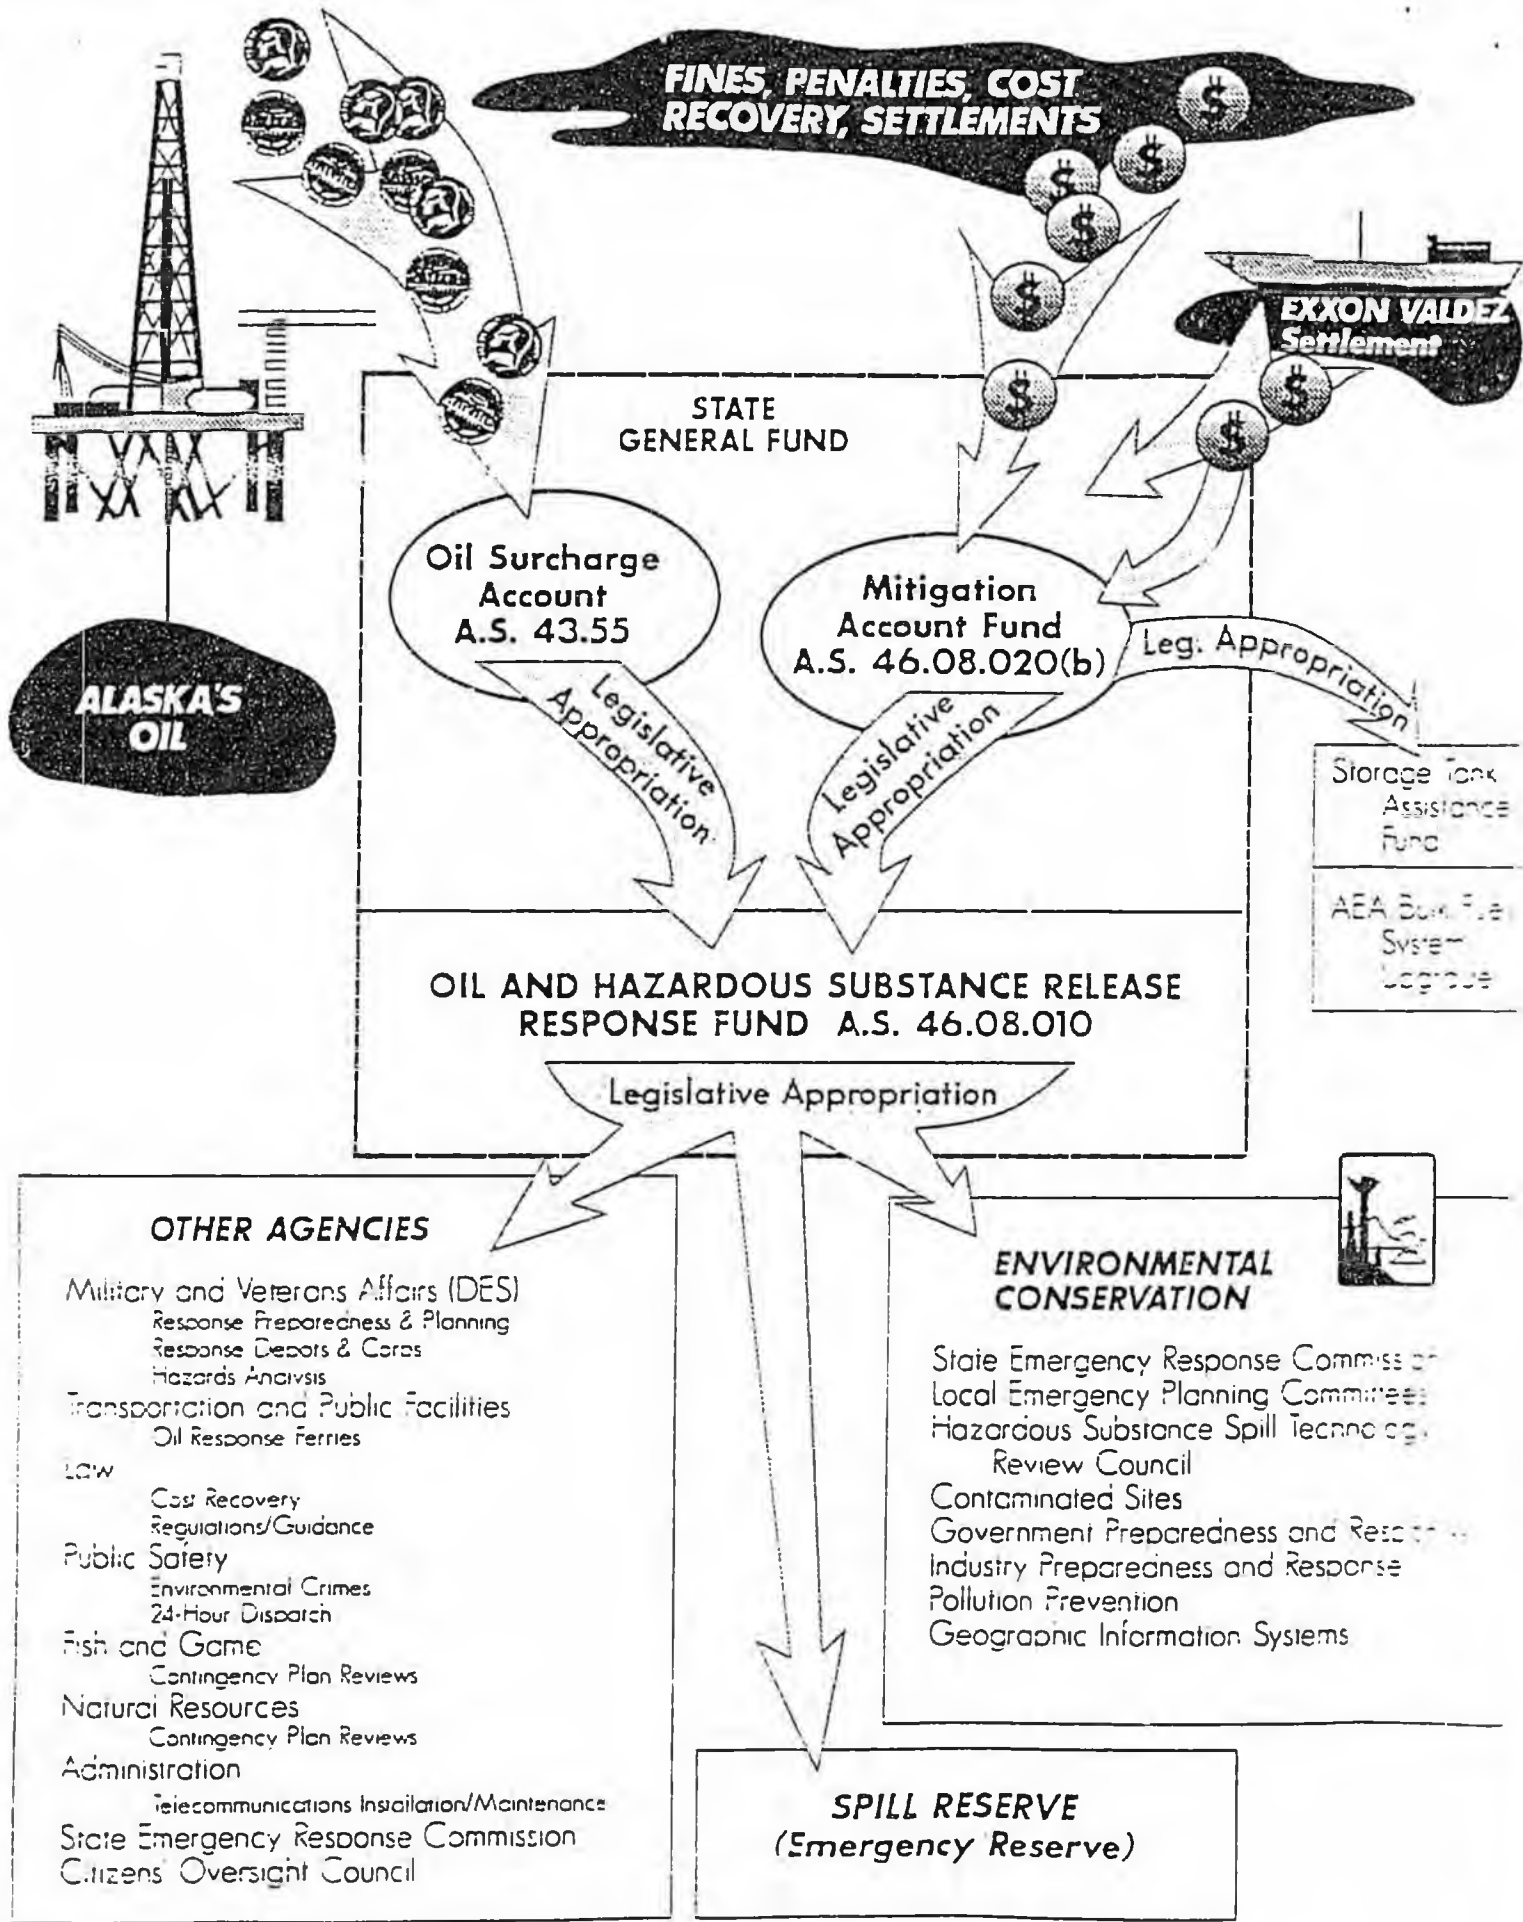 FINES, PENALTIES, COST
RECOVERY, SETTLEMENTS
EXXON VALDEZ
Settlement
STATE
GENERAL FUND
Oil Surcharge
Account
A.S. 43.55
Mitigation
Account Fund
A.S. 46.08.020(b)
Leg. Appropriation
ALASKA'S
OIL
Legislative
Appropriation
Legislative
Appropriation
Storage Tank
Assistance
Fund
AEA Bulk
System
OIL AND HAZARDOUS SUBSTANCE RELEASE
RESPONSE FUND A.S. 46.08.010
Legislative Appropriation
OTHER AGENCIES
Military and Veterans Affairs (DES)
Response Preparedness & Planning
Response Depots & Corps
Hazards Analysis
Transportation and Public Facilities
Oil Response Ferries
Law
Cost Recovery
Regulations/Guidance
Public Safety
Environmental Crimes
24-Hour Dispatch
Fish and Game
Contingency Plan Reviews
Natural Resources
Contingency Plan Reviews
Administration
Telecommunications Installation/Maintenance
State Emergency Response Commission
Citizens' Oversight Council
ENVIRONMENTAL
CONSERVATION
State Emergency Response
Local Emergency Planning Committees
Hazardous Substance Spill Technology
Review Council
Contaminated Sites
Government Preparedness and
Industry Preparedness and Response
Pollution Prevention
Geographic Information Systems
SPILL RESERVE
(Emergency Reserve)